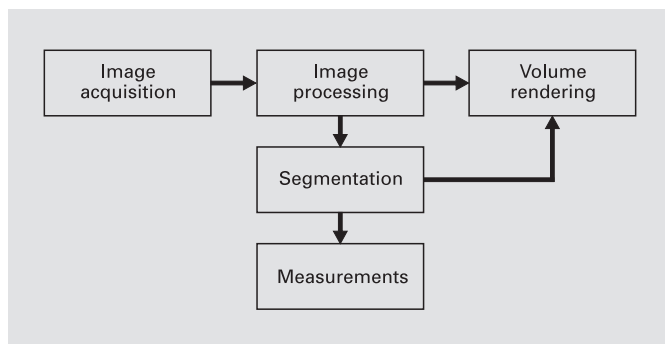 Image
acquisition
Image
processing
Volume
rendering
Segmentation
Measurements